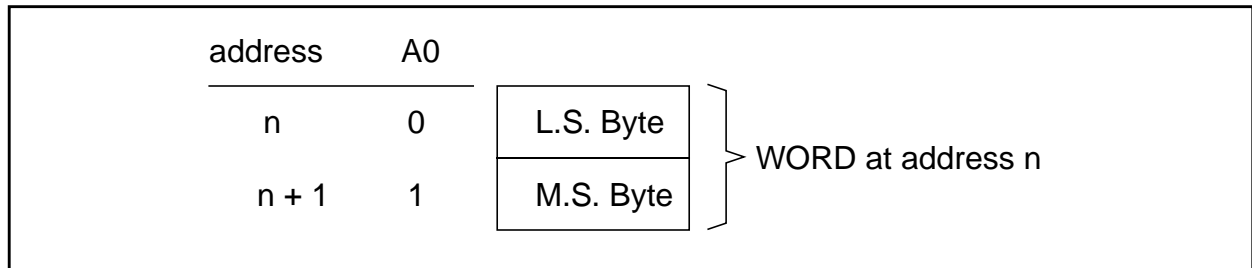 address A0
n 0 L.S. Byte
WORD at address n
n + 1 1 M.S. Byte